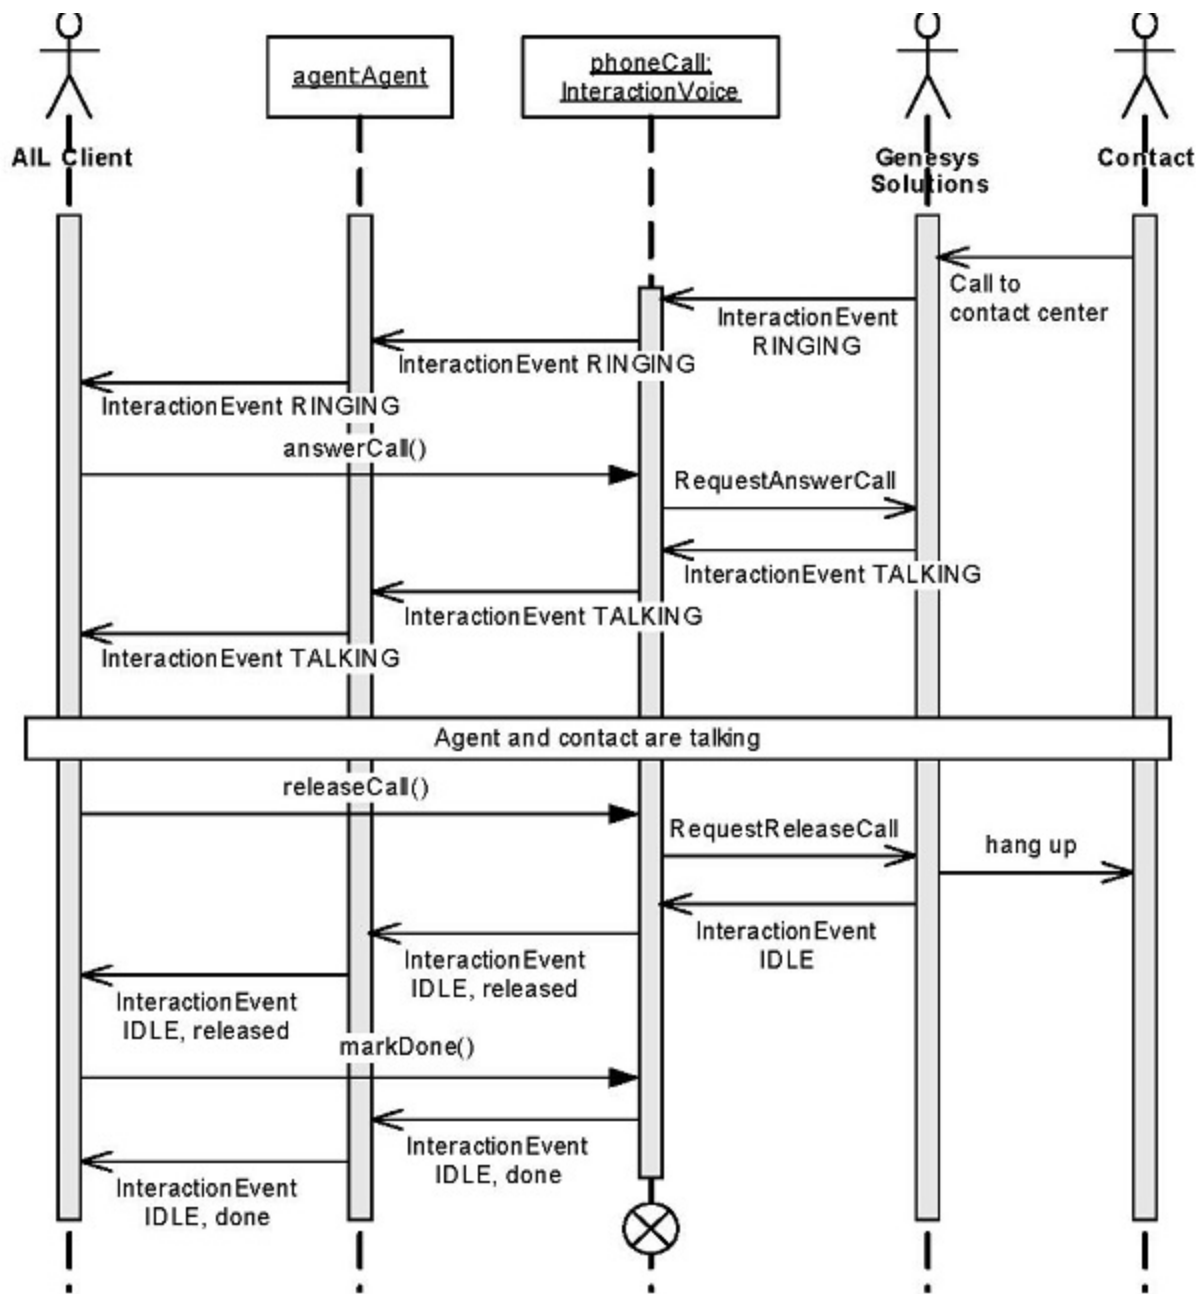 agent:Agent
phoneCall:
InteractionVoice
AIL Client
Genesys
Solutions
Contact
Call to
contact center
InteractionEvent
RINGING
InteractionEvent RINGING
InteractionEvent RINGING
answerCall()
RequestAnswerCall
InteractionEvent TALKING
InteractionEvent TALKING
InteractionEvent TALKING
Agent and contact are talking
releaseCall()
RequestReleaseCall
hang up
InteractionEvent
IDLE
InteractionEvent
IDLE, released
InteractionEvent
IDLE, released
markDone()
InteractionEvent
IDLE, done
InteractionEvent
IDLE, done